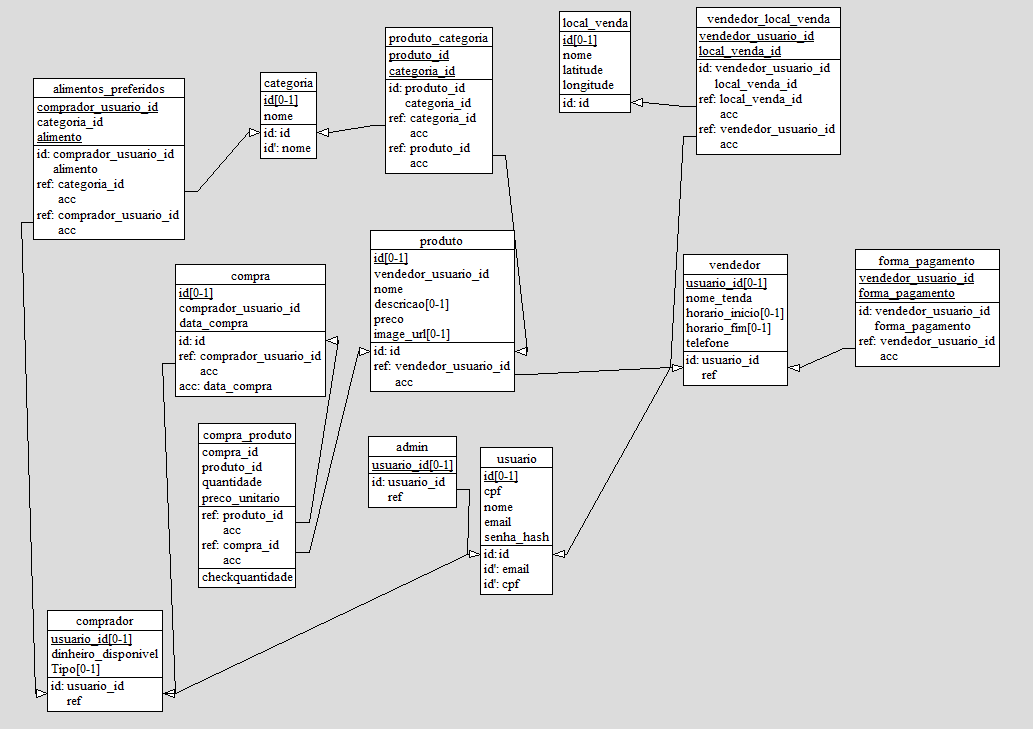 alimentos_preferidos
comprador_usuario_id
categoria_id
alimento
id: comprador_usuario_id
alimento
ref: categoria_id
acc
ref: comprador_usuario_id
acc
categoria
id[0-1]
nome
id: id
id': nome
produto_categoria
produto_id
categoria_id
id: produto_id
categoria_id
ref: categoria_id
acc
ref: produto_id
acc
local_venda
id[0-1]
nome
latitude
longitude
id: id
vendedor_local_venda
vendedor_usuario_id
local_venda_id
id: vendedor_usuario_id
local_venda_id
ref: local_venda_id
acc
ref: vendedor_usuario_id
acc
compra
id[0-1]
comprador_usuario_id
data_compra
id: id
ref: comprador_usuario_id
acc
acc: data_compra
produto
id[0-1]
vendedor_usuario_id
nome
descricao[0-1]
preco
image_url[0-1]
id: id
ref: vendedor_usuario_id
acc
vendedor
usuario_id[0-1]
nome_tenda
horario_inicio[0-1]
horario_fim[0-1]
telefone
id: usuario_id
ref
forma_pagamento
vendedor_usuario_id
forma_pagamento
id: vendedor_usuario_id
forma_pagamento
ref: vendedor_usuario_id
acc
compra_produto
compra_id
produto_id
quantidade
preco_unitario
ref: produto_id
acc
ref: compra_id
acc
checkquantidade
admin
usuario_id[0-1]
id: usuario_id
ref
usuario
id[0-1]
cpf
nome
email
senha_hash
id: id
id': email
id': cpf
comprador
usuario_id[0-1]
dinheiro_disponivel
Tipo[0-1]
id: usuario_id
ref